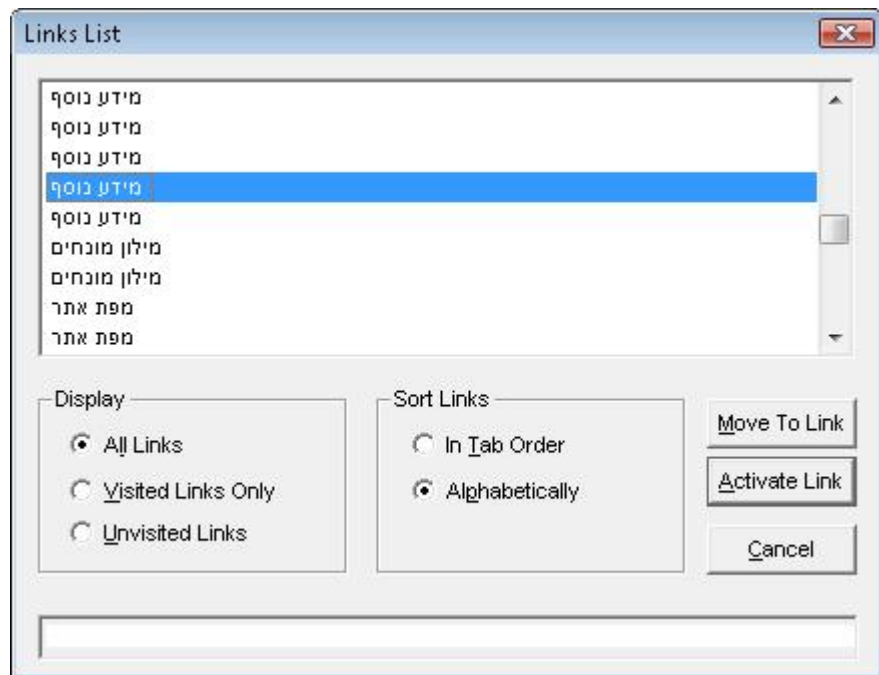 Links List
מידע נוסף
מידע נוסף
מידע נוסף
מידע נוסף
מידע נוסף
מילון מונחים
מילון מונחים
מפת אתר
מפת אתר
Display
All Links
Visited Links Only
Unvisited Links
Sort Links
In Tab Order
Alphabetically
Move To Link
Activate Link
Cancel